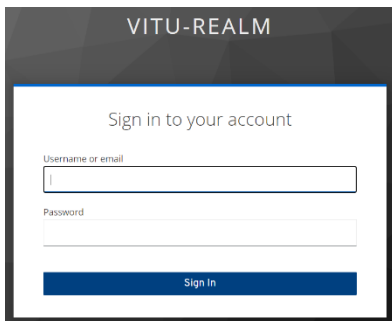 VITU-REALM
Sign in to your account
Username or email
Password
Sign In